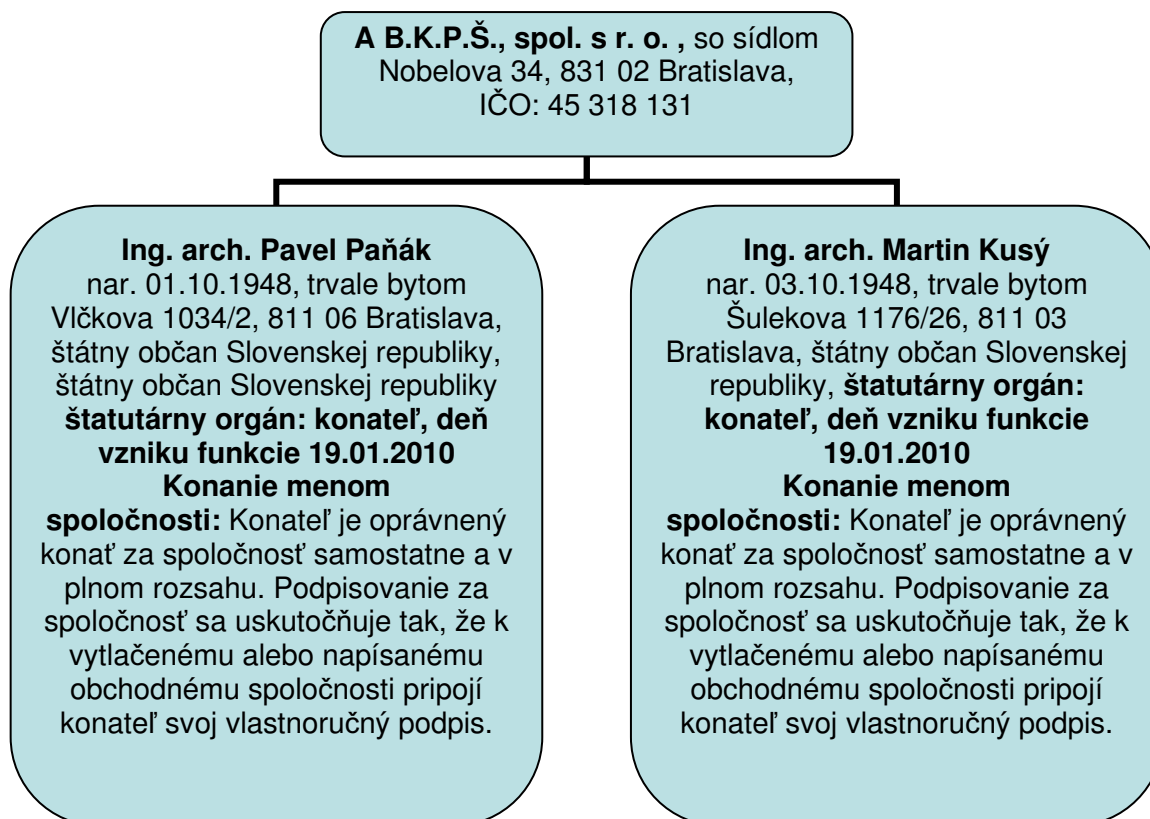 A B.K.P.Š., spol. s r. o. , so sídlom
Nobelova 34, 831 02 Bratislava,
IČO: 45 318 131
Ing. arch. Pavel Paňák
nar. 01.10.1948, trvale bytom
Vlčkova 1034/2, 811 06 Bratislava,
štátny občan Slovenskej republiky,
štátny občan Slovenskej republiky
štatutárny orgán: konateľ, deň
vzniku funkcie 19.01.2010
Konanie menom
spoločnosti: Konateľ je oprávnený
konať za spoločnosť samostatne a v
plnom rozsahu. Podpisovanie za
spoločnosť sa uskutočňuje tak, že k
vytlačenému alebo napísanému
obchodnému spoločnosti pripojí
konateľ svoj vlastnoručný podpis.
Ing. arch. Martin Kusý
nar. 03.10.1948, trvale bytom
Šulekova 1176/26, 811 03
Bratislava, štátny občan Slovenskej
republiky, štatutárny orgán:
konateľ, deň vzniku funkcie
19.01.2010
Konanie menom
spoločnosti: Konateľ je oprávnený
konať za spoločnosť samostatne a v
plnom rozsahu. Podpisovanie za
spoločnosť sa uskutočňuje tak, že k
vytlačenému alebo napísanému
obchodnému spoločnosti pripojí
konateľ svoj vlastnoručný podpis.